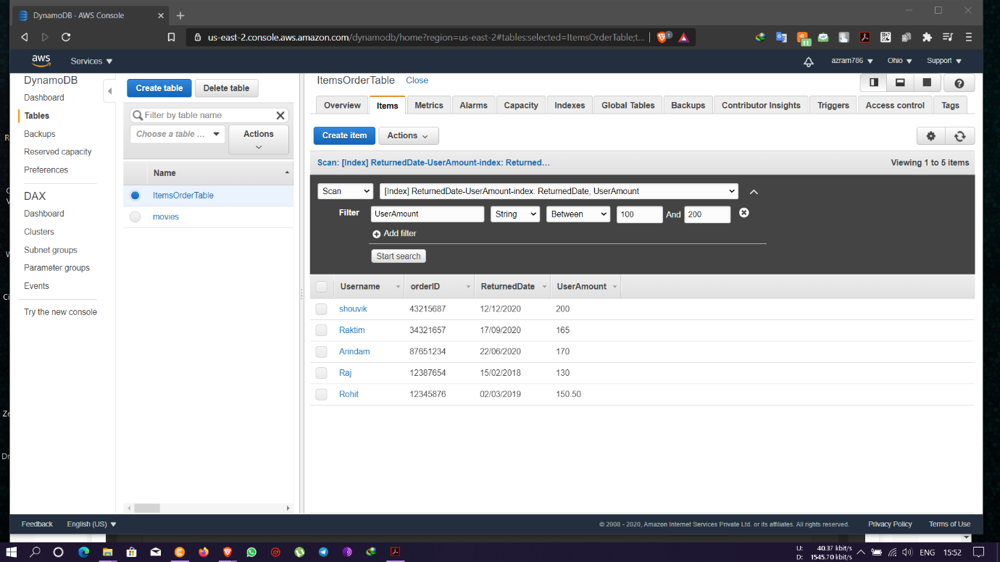 DynamoDB - AWS Console
us-east-2.console.aws.amazon.com/dynamodb/home?region=us-east-2#tables:selected=ItemsOrderTable;t...
1
11
aws Services azram786 Ohio Support
DynamoDB
Dashboard
Tables
Backups
Reserved capacity
Preferences
DAX
Dashboard
Clusters
Subnet groups
Parameter groups
Events
Try the new console
Create table Delete table
Filter by table name
Choose a table ... Actions
Name
ItemsOrderTable
movies
ItemsOrderTable Close
Overview Items Metrics Alarms Capacity Indexes Global Tables Backups Contributor Insights Triggers Access control Tags
Create item Actions
Scan: [Index] ReturnedDate-UserAmount-index: Returned... Viewing 1 to 5 items
Scan [Index] ReturnedDate-UserAmount-index: ReturnedDate, UserAmount
Filter UserAmount String Between 100 And 200
Add filter
Start search
Username orderID ReturnedDate UserAmount
shouvik 43215687 12/12/2020 200
Raktim 34321657 17/09/2020 165
Arindam 87651234 22/06/2020 170
Raj 12387654 15/02/2018 130
Rohit 12345876 02/03/2019 150.50
Feedback English (US) © 2008 - 2020, Amazon Internet Services Private Ltd. or its affiliates. All rights reserved. Privacy Policy Terms of Use
U: 40.37 kbit/s
D: 1545.70 kbit/s
ENG 15:52